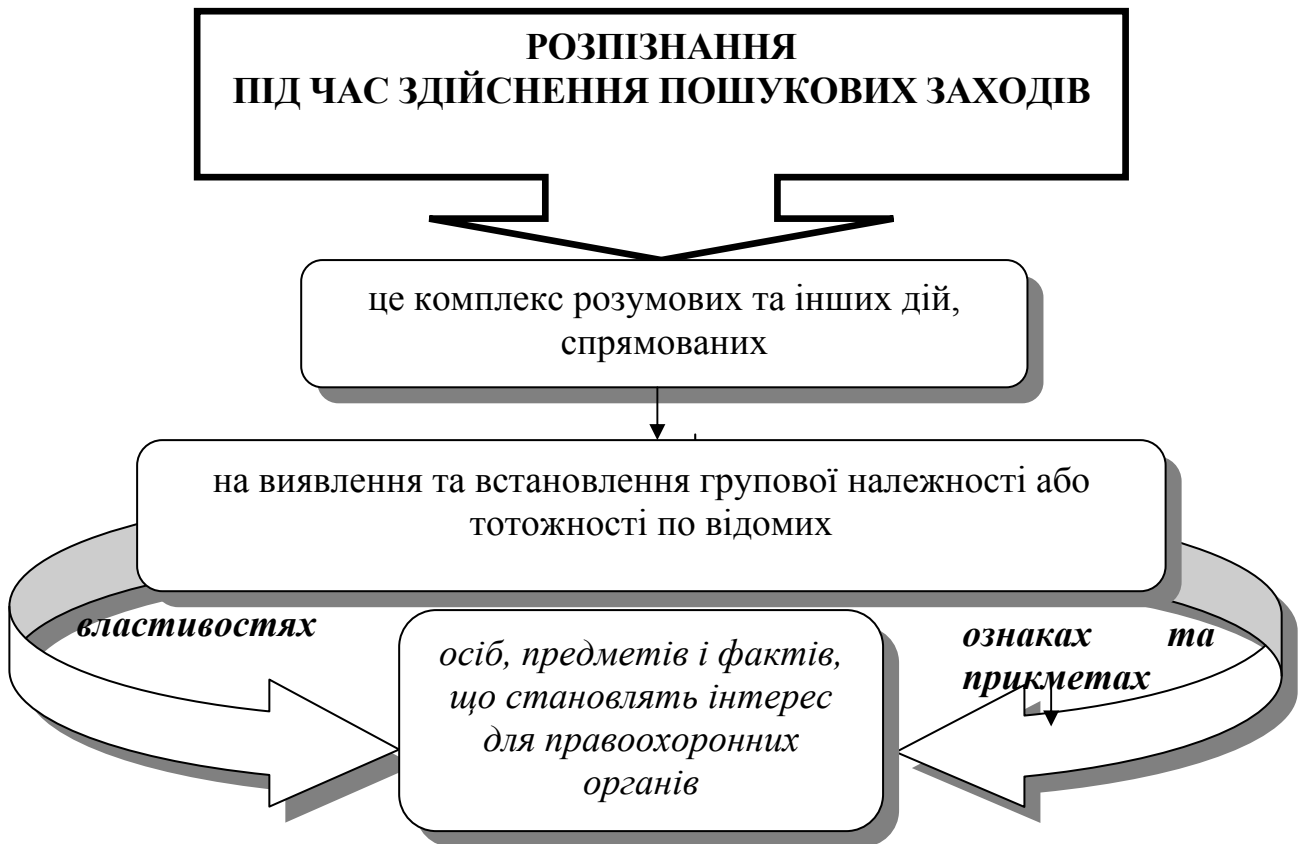 РОЗПІЗНАННЯ
ПІД ЧАС ЗДІЙСНЕННЯ ПОШУКОВИХ ЗАХОДІВ
це комплекс розумових та інших дій,
спрямованих
на виявлення та встановлення групової належності або
тотожності по відомих
властивостях
ознаках та
прикметах
осіб, предметів і фактів,
що становлять інтерес
для правоохоронних
органів